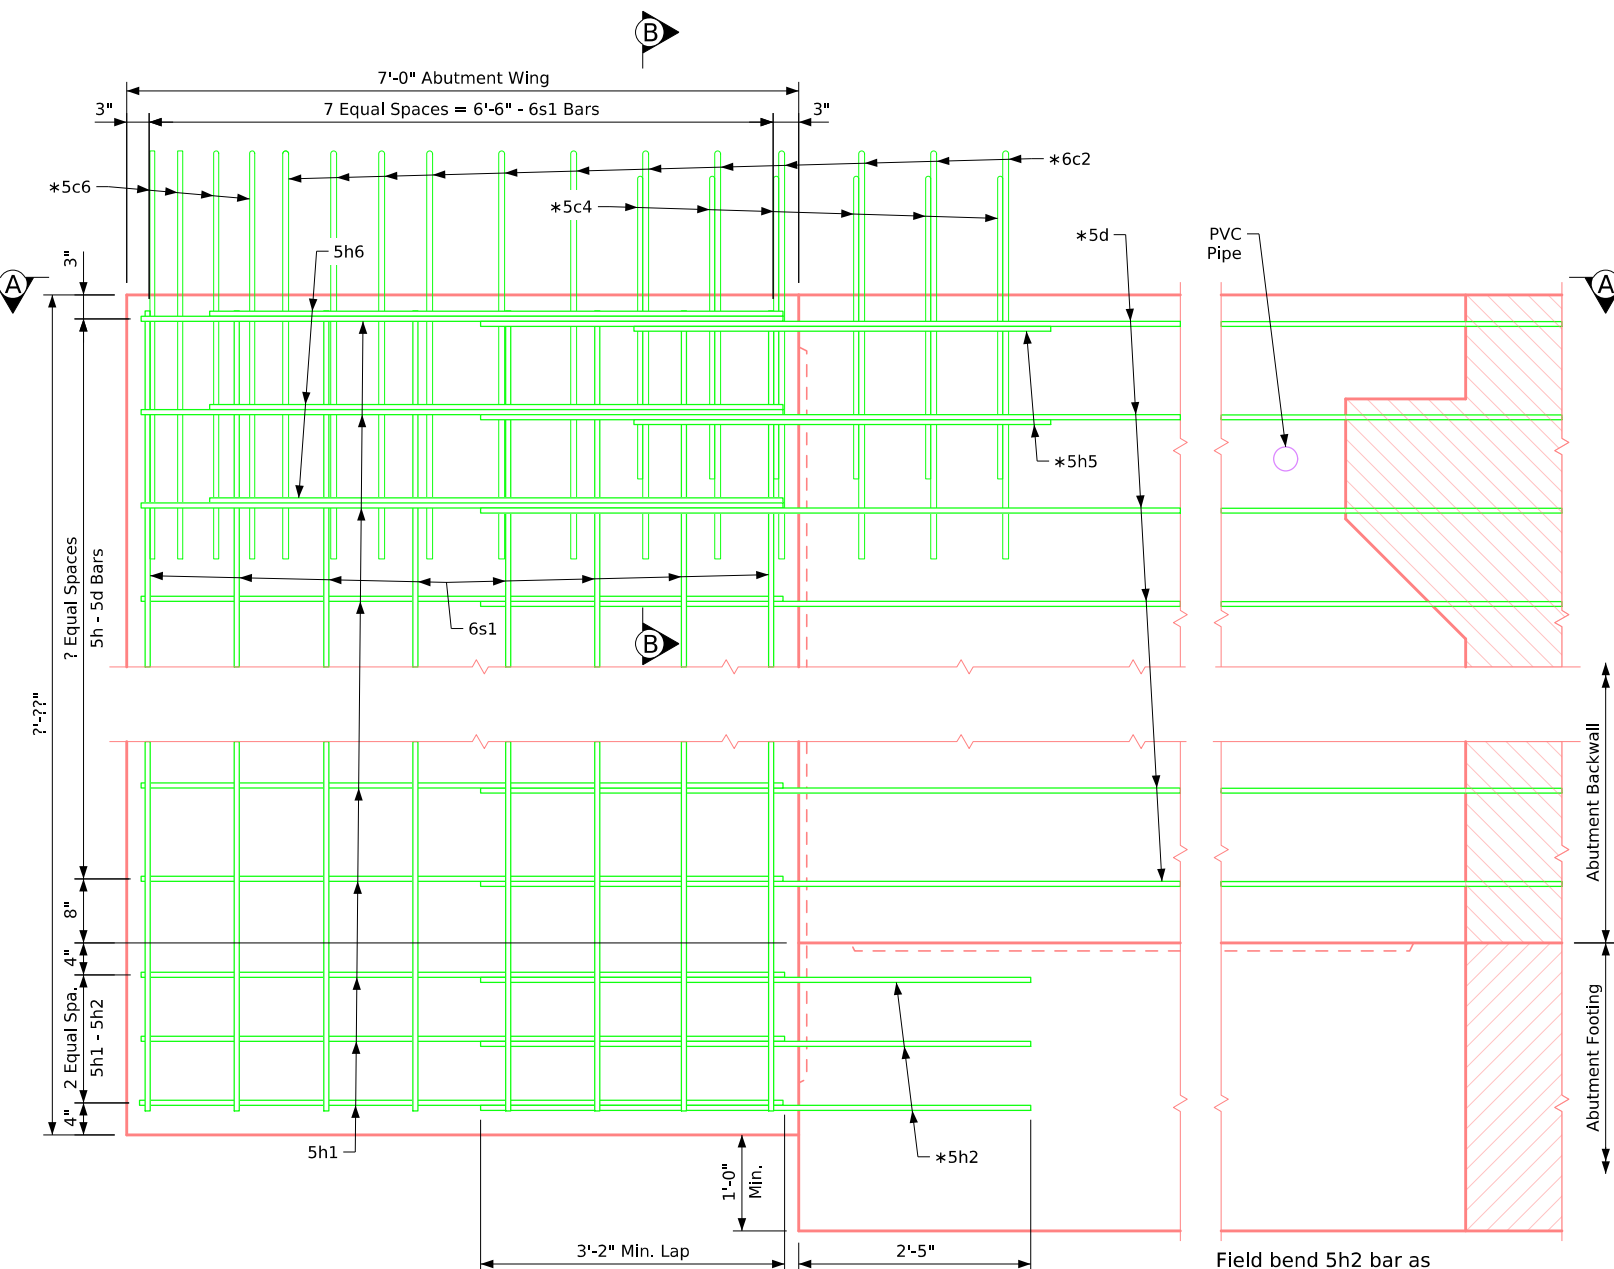 B
7'-0" Abutment Wing
3"
7 Equal Spaces = 6'-6" - 6s1 Bars
3"
*5c6
*6c2
*5c4
*5d
PVC
Pipe
5h6
3"
A
A
*5h5
? Equal Spaces
5h - 5d Bars
6s1
B
?'-??"
Abutment Backwall
8"
4"
2 Equal Spa.
5h1 - 5h2
4"
Abutment Footing
5h1
*5h2
1'-0"
Min.
3'-2" Min. Lap
2'-5"
Field bend 5h2 bar as